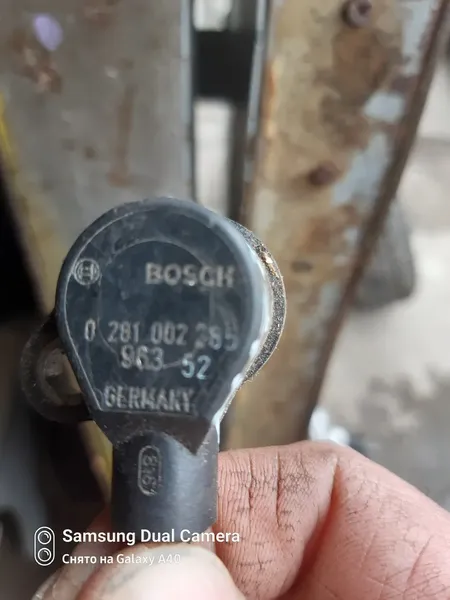 BOSCH
0 281 002 285
963 52
GERMANY
Samsung Dual Camera
Снято на Galaxy A40